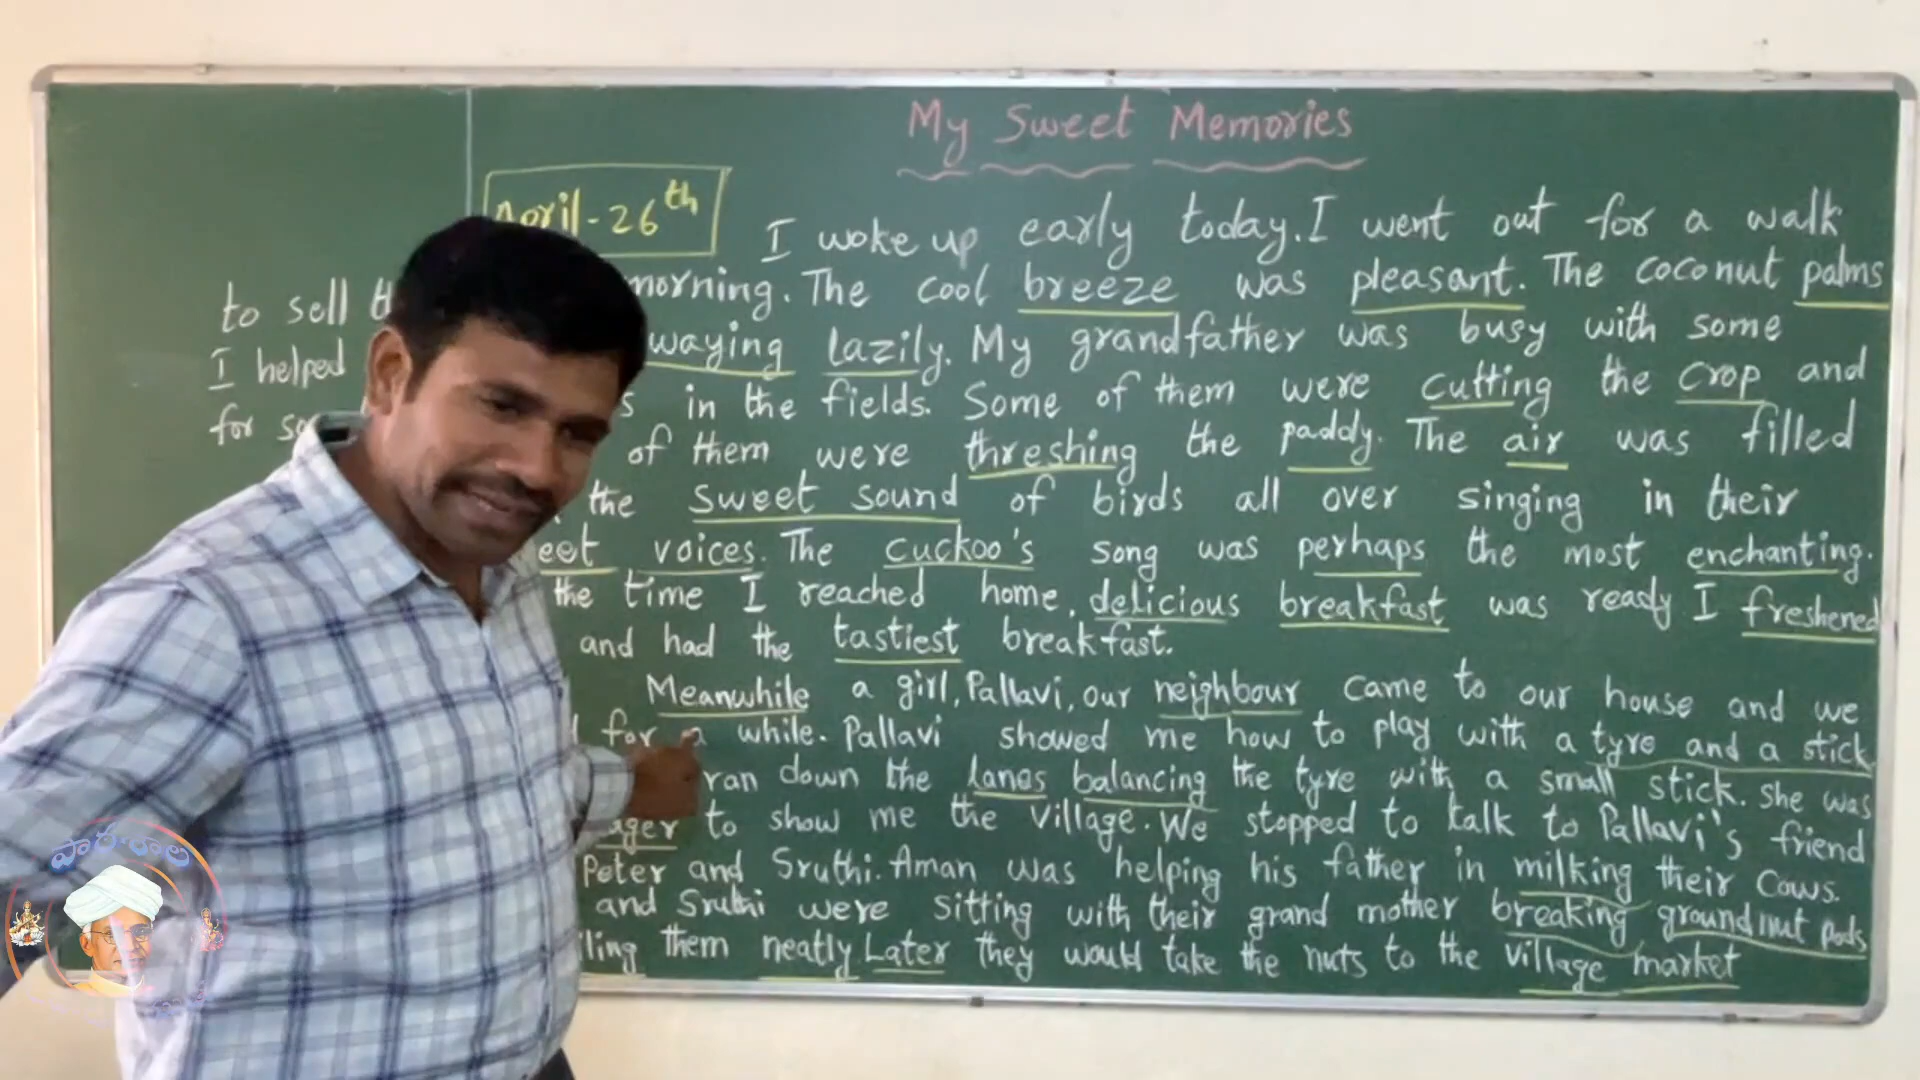 My Sweet Memories
April-26th
I woke up early today. I went out for a walk
morning. The cool breeze was pleasant. The coconut palms
waying lazily. My grandfather was busy with some
s in the fields. Some of them were cutting the crop and
of them were threshing the paddy. The air was filled
the sweet sound of birds all over singing in their
eet voices. The cuckoo's song was perhaps the most enchanting.
the time I reached home, delicious breakfast was ready I freshened
and had the tastiest breakfast.
Meanwhile a girl, Pallavi, our neighbour came to our house and we
for a while. Pallavi showed me how to play with a tyre and a stick
ran down the lanes balancing the tyre with a small stick. She was
ager to show me the village. We stopped to talk to Pallavi's friend
Peter and Sruthi. Aman was helping his father in milking their cows.
and Sruthi were sitting with their grand mother breaking groundnut pods
iling them neatly Later they would take the nuts to the village market
to sell
I helped
for
పాఠశాల